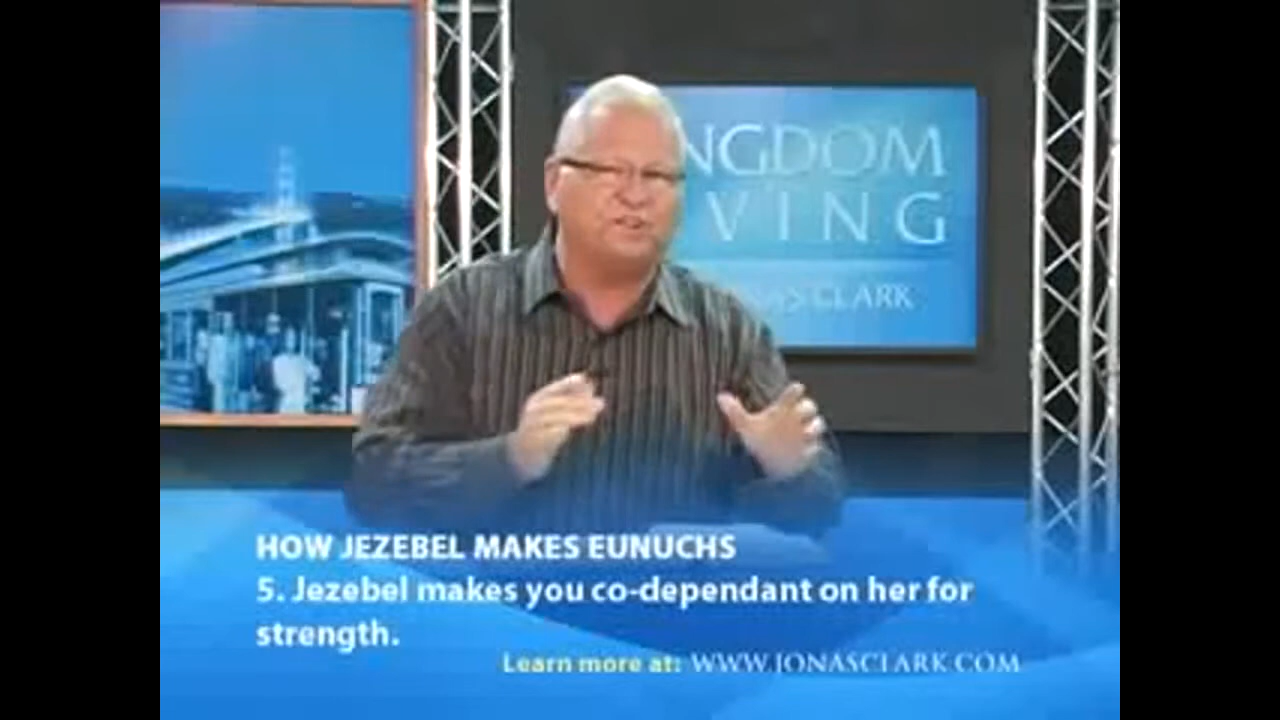 NGDOM
VING
JONAS CLARK
HOW JEZEBEL MAKES EUNUCHS
5. Jezebel makes you co-dependant on her for
strength.
Learn more at: WWW.JONASCLARK.COM